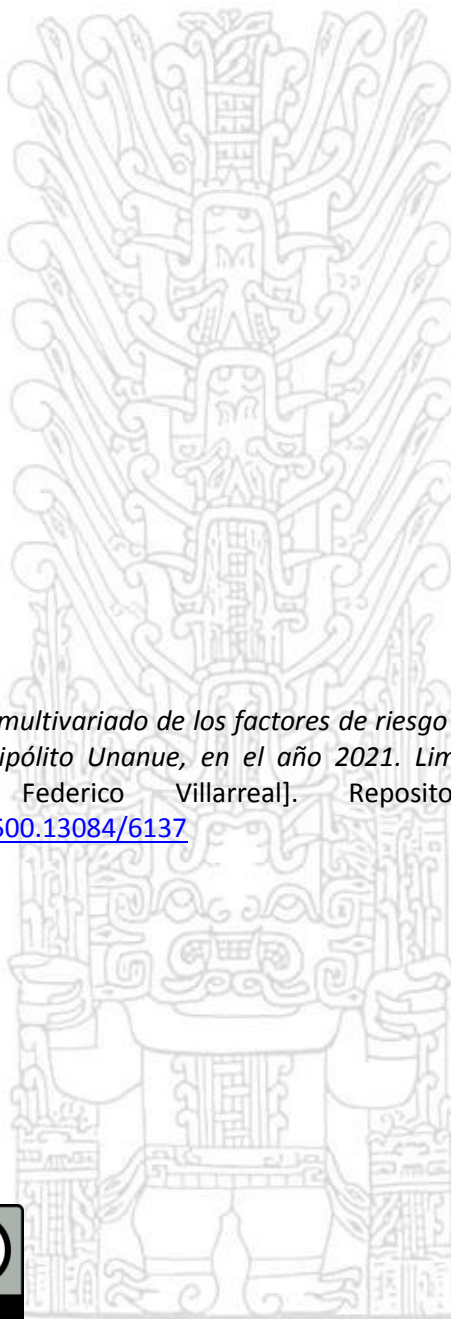 multivariado de los factores de riesgo
ipólito Unanue, en el año 2021. Lim
Federico Villarreal]. Reposito
500.13084/6137